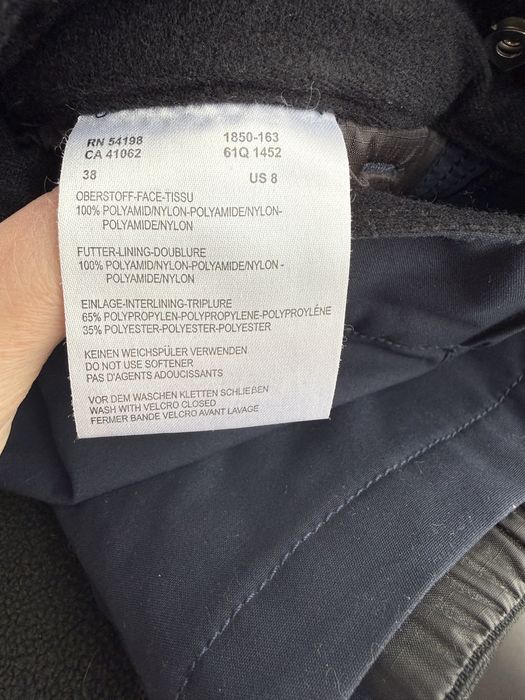 RN 54198 1850-163
CA 41062 61Q 1452
38 US 8
OBERSTOFF-FACE-TISSU
100% POLYAMID/NYLON-POLYAMIDE/NYLON-
POLYAMIDE/NYLON
FUTTER-LINING-DOUBLURE
100% POLYAMID/NYLON-POLYAMIDE/NYLON -
POLYAMIDE/NYLON
EINLAGE-INTERLINING-TRIPLURE
65% POLYPROPYLEN-POLYPROPYLENE-POLYPROYLÉNE
35% POLYESTER-POLYESTER-POLYESTER
KEINEN WEICHSPÜLER VERWENDEN
DO NOT USE SOFTENER
PAS D'AGENTS ADOUCISSANTS
VOR DEM WASCHEN KLETTEN SCHLIEẞEN
WASH WITH VELCRO CLOSED
FERMER BANDE VELCRO AVANT LAVAGE